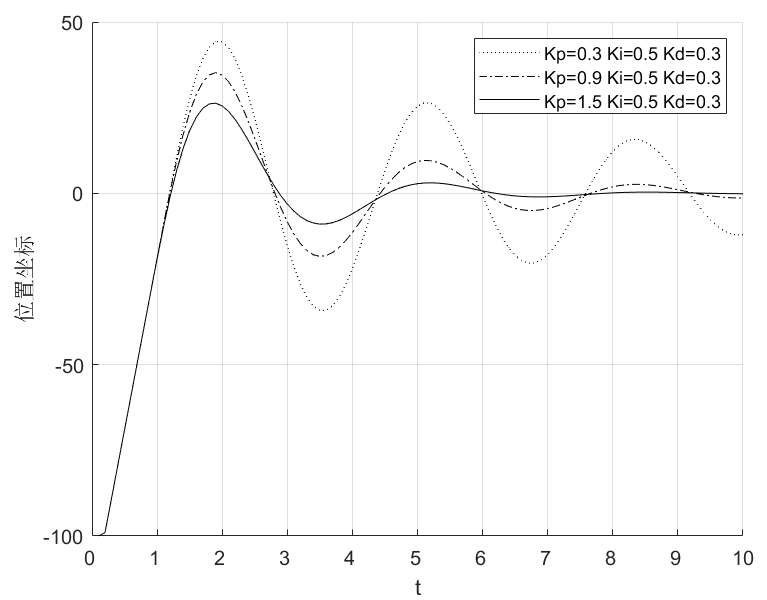 50
0
-50
-100
位置坐标
Kp=0.3 Ki=0.5 Kd=0.3
Kp=0.9 Ki=0.5 Kd=0.3
Kp=1.5 Ki=0.5 Kd=0.3
0 1 2 3 4 5 6 7 8 9 10
t